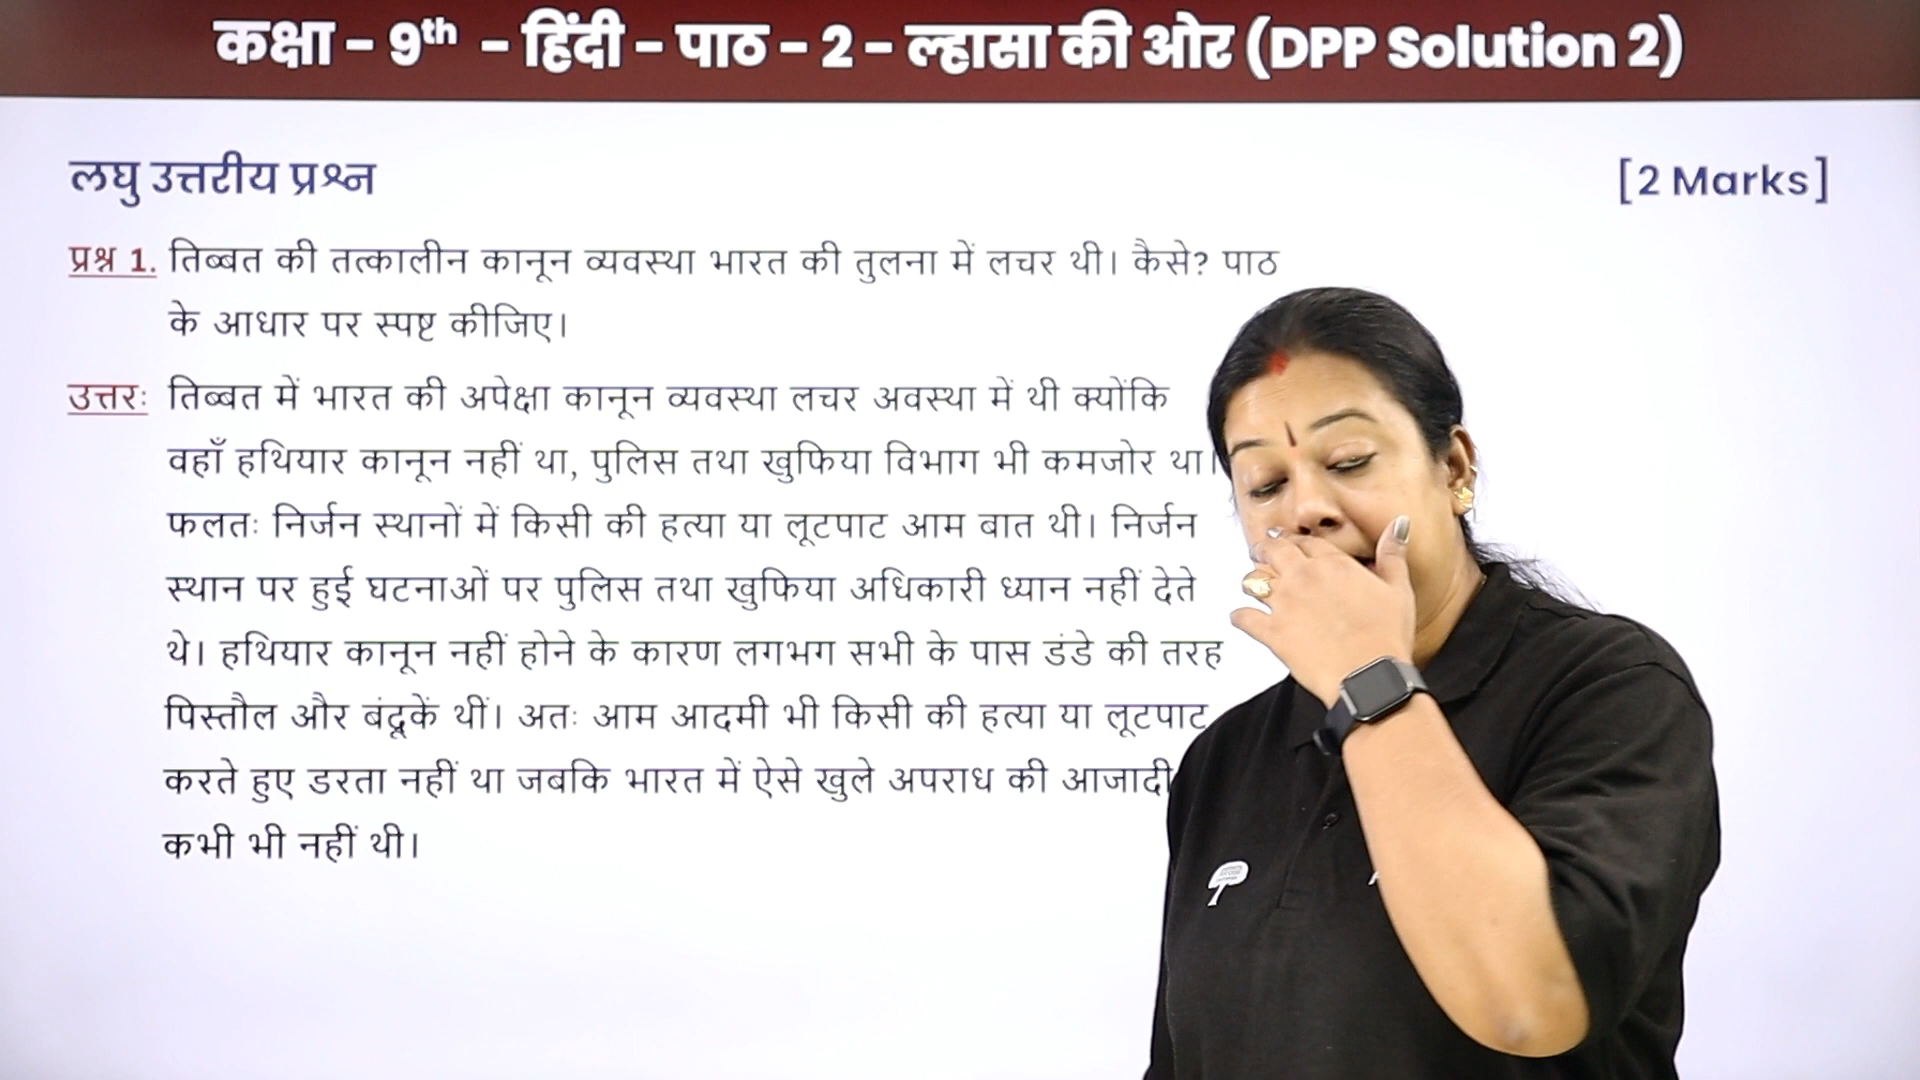 कक्षा – 9th – हिंदी – पाठ – 2 – ल्हासा की ओर (DPP Solution 2)
लघु उत्तरीय प्रश्न [2 Marks]
प्रश्न 1. तिब्बत की तत्कालीन कानून व्यवस्था भारत की तुलना में लचर थी। कैसे? पाठ
के आधार पर स्पष्ट कीजिए।
उत्तरः तिब्बत में भारत की अपेक्षा कानून व्यवस्था लचर अवस्था में थी क्योंकि
वहाँ हथियार कानून नहीं था, पुलिस तथा खुफिया विभाग भी कमजोर था।
फलतः निर्जन स्थानों में किसी की हत्या या लूटपाट आम बात थी। निर्जन
स्थान पर हुई घटनाओं पर पुलिस तथा खुफिया अधिकारी ध्यान नहीं देते
थे। हथियार कानून नहीं होने के कारण लगभग सभी के पास डंडे की तरह
पिस्तौल और बंदूकें थीं। अतः आम आदमी भी किसी की हत्या या लूटपाट
करते हुए डरता नहीं था जबकि भारत में ऐसे खुले अपराध की आजादी
कभी भी नहीं थी।